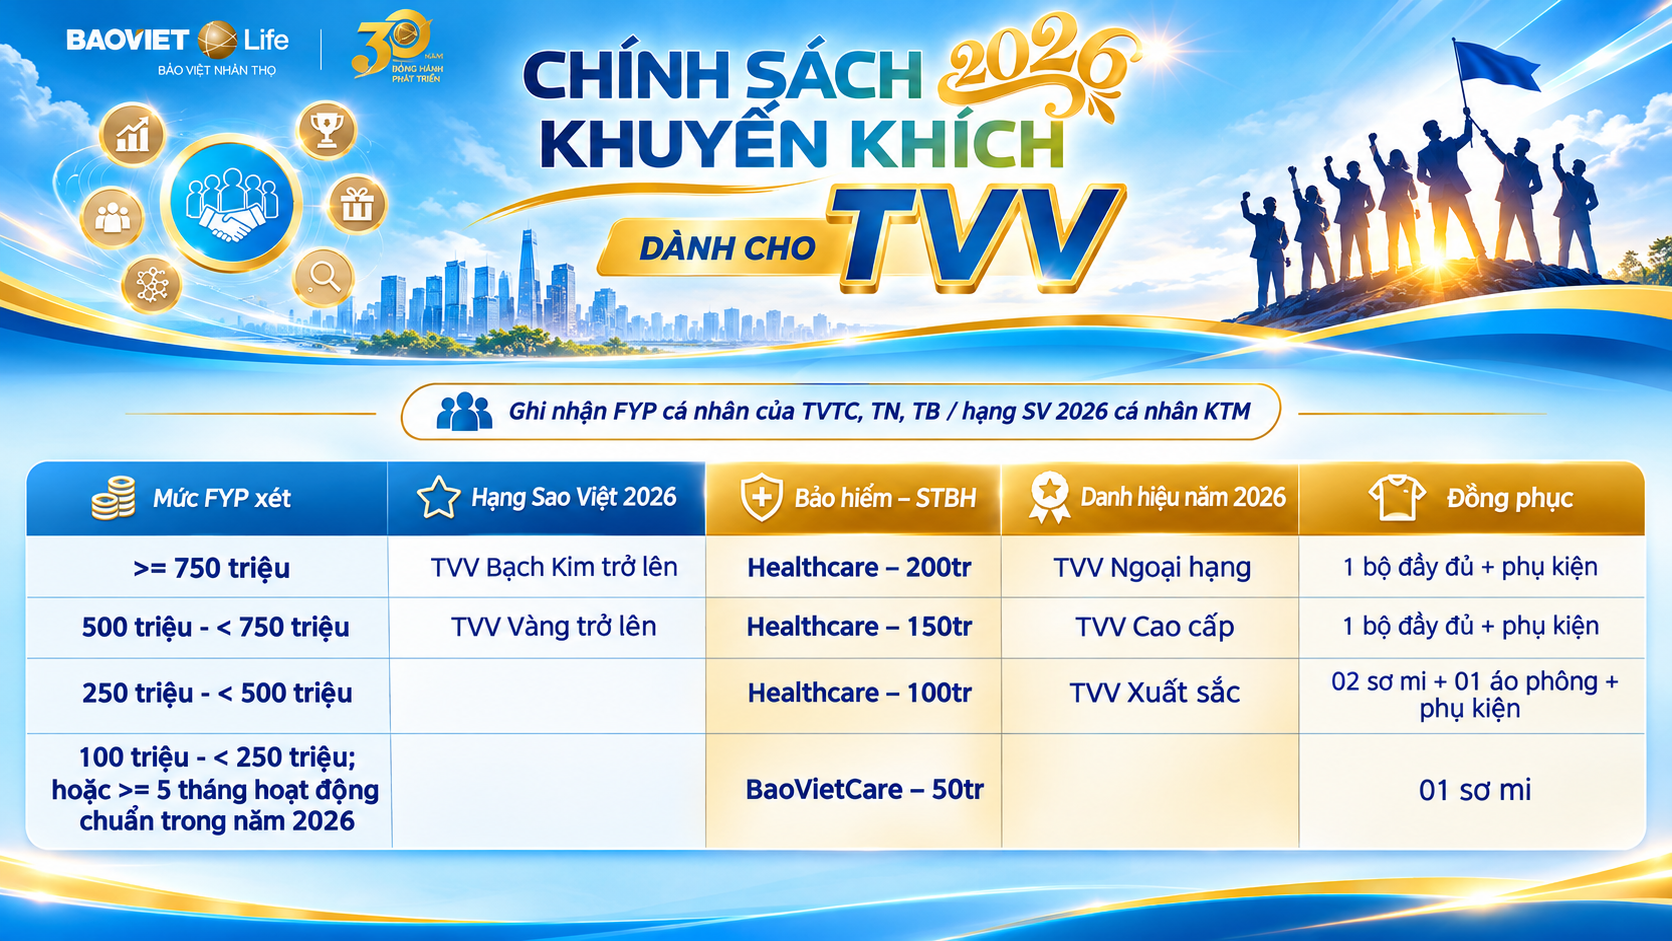 BAOVIET Life
BẢO VIỆT NHÂN THỌ
30 NĂM
ĐỒNG HÀNH
PHÁT TRIỂN
CHÍNH SÁCH 2026
KHUYẾN KHÍCH
DÀNH CHO TVV
Ghi nhận FYP cá nhân của TVTC, TN, TB / hạng SV 2026 cá nhân KTM
Mức FYP xét
Hạng Sao Việt 2026
Bảo hiểm – STBH
Danh hiệu năm 2026
Đồng phục
>= 750 triệu
TVV Bạch Kim trở lên
Healthcare – 200tr
TVV Ngoại hạng
1 bộ đầy đủ + phụ kiện
500 triệu - < 750 triệu
TVV Vàng trở lên
Healthcare – 150tr
TVV Cao cấp
1 bộ đầy đủ + phụ kiện
250 triệu - < 500 triệu
Healthcare – 100tr
TVV Xuất sắc
02 sơ mi + 01 áo phông +
phụ kiện
100 triệu - < 250 triệu;
hoặc >= 5 tháng hoạt động
chuẩn trong năm 2026
BaoVietCare – 50tr
01 sơ mi